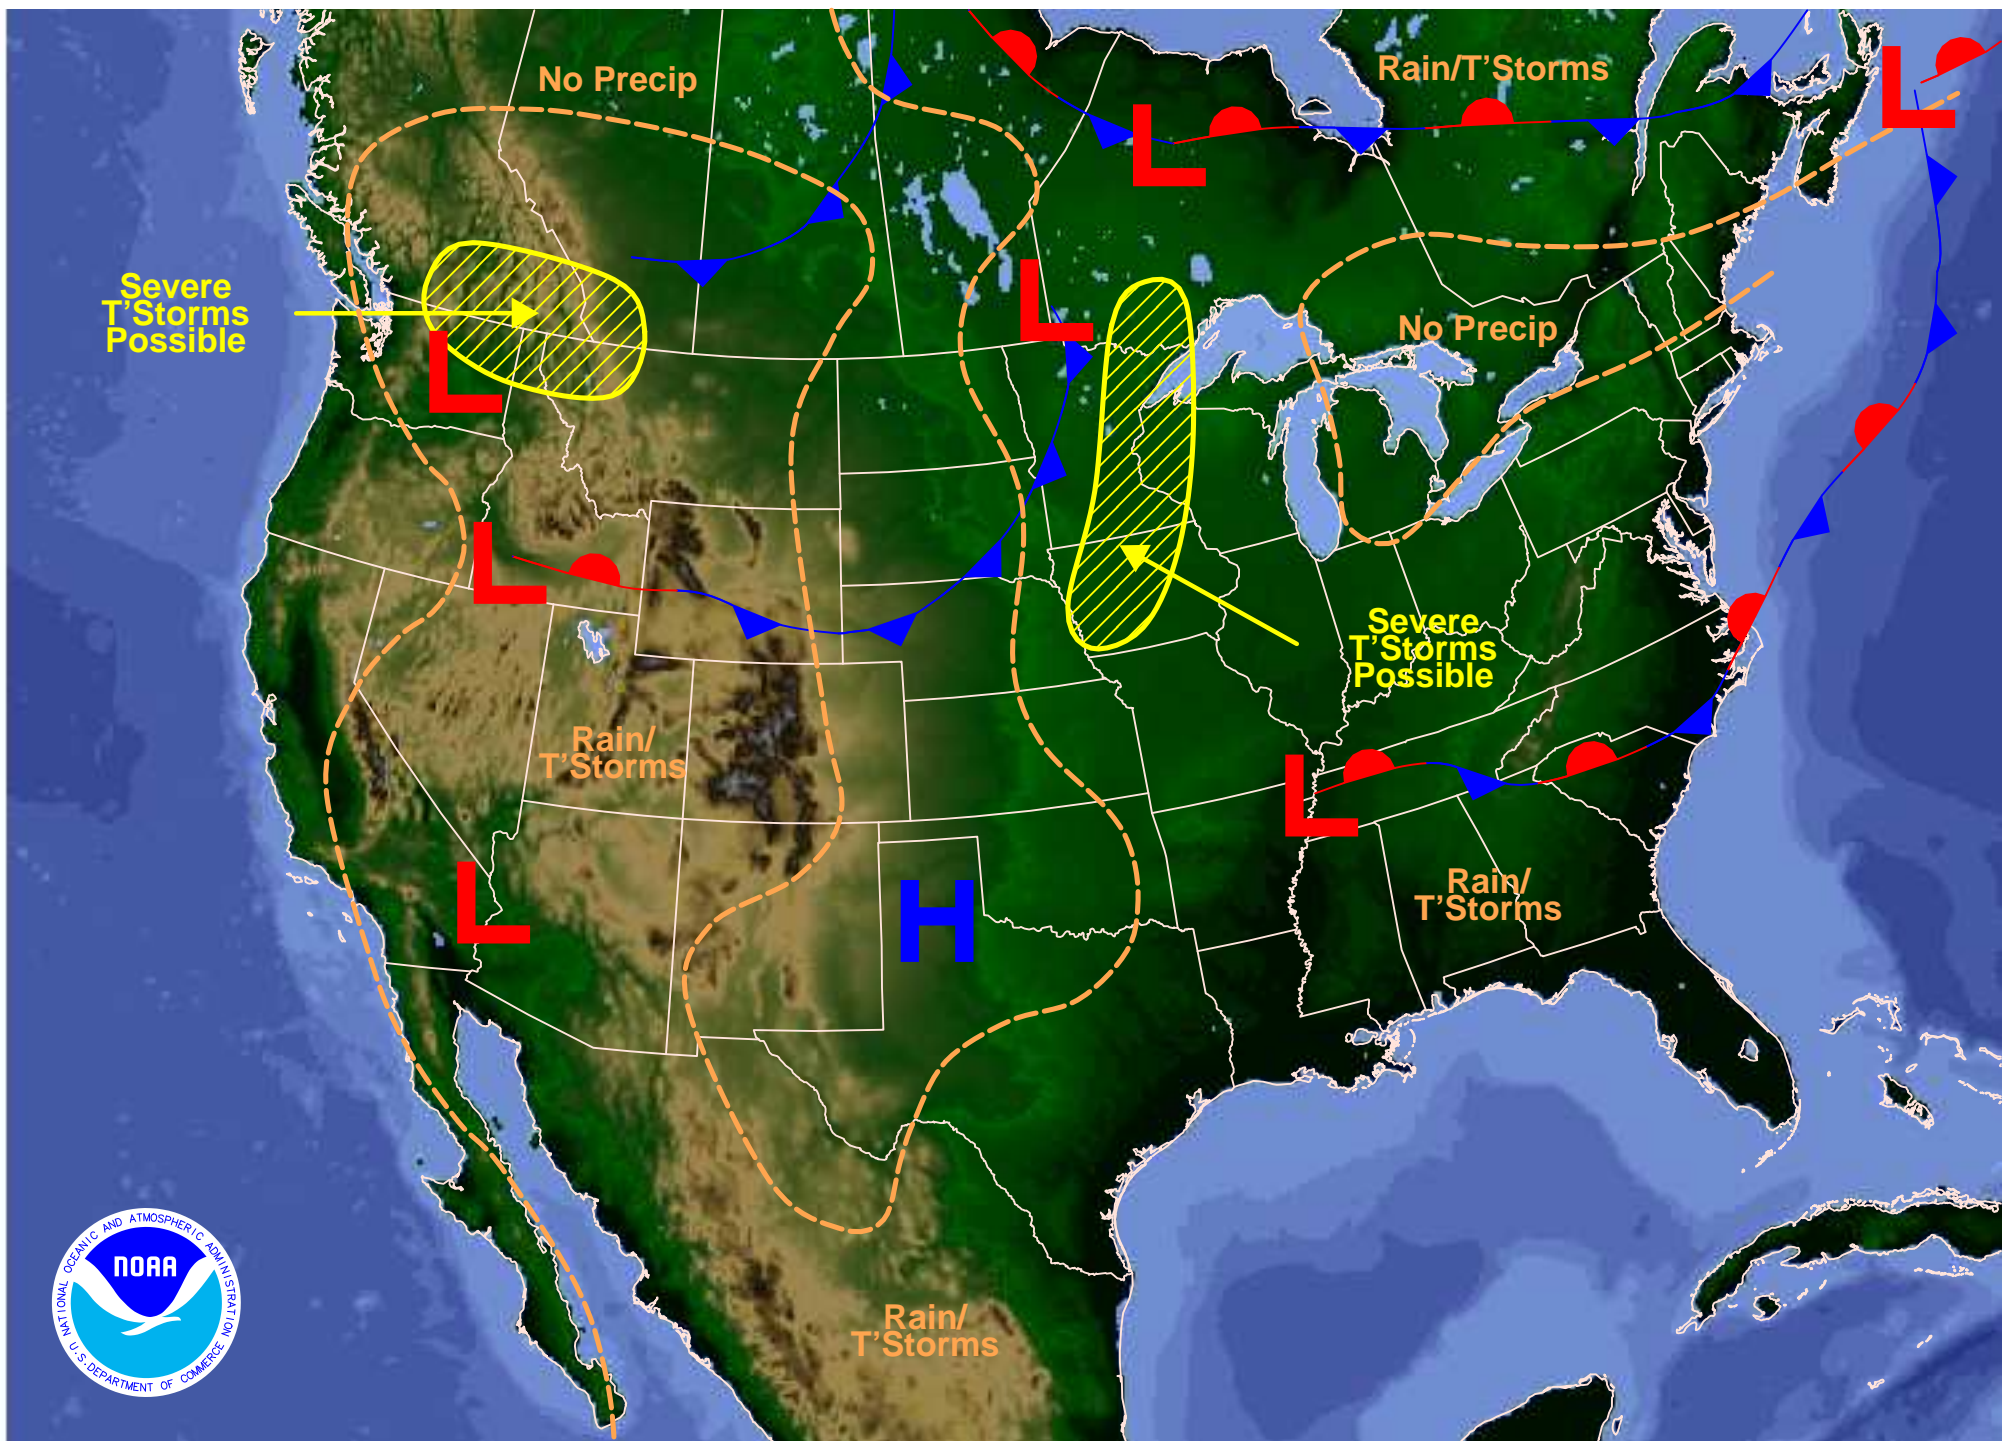 No Precip
Rain/T'Storms
L
L
L
Severe
T'Storms
Possible
L
No Precip
L
Severe
T'Storms
Possible
Rain/
T'Storms
L
L
H
Rain/
T'Storms
NATIONAL OCEANIC AND ATMOSPHERIC ADMINISTRATION
NOAA
U.S. DEPARTMENT OF COMMERCE
Rain/
T'Storms